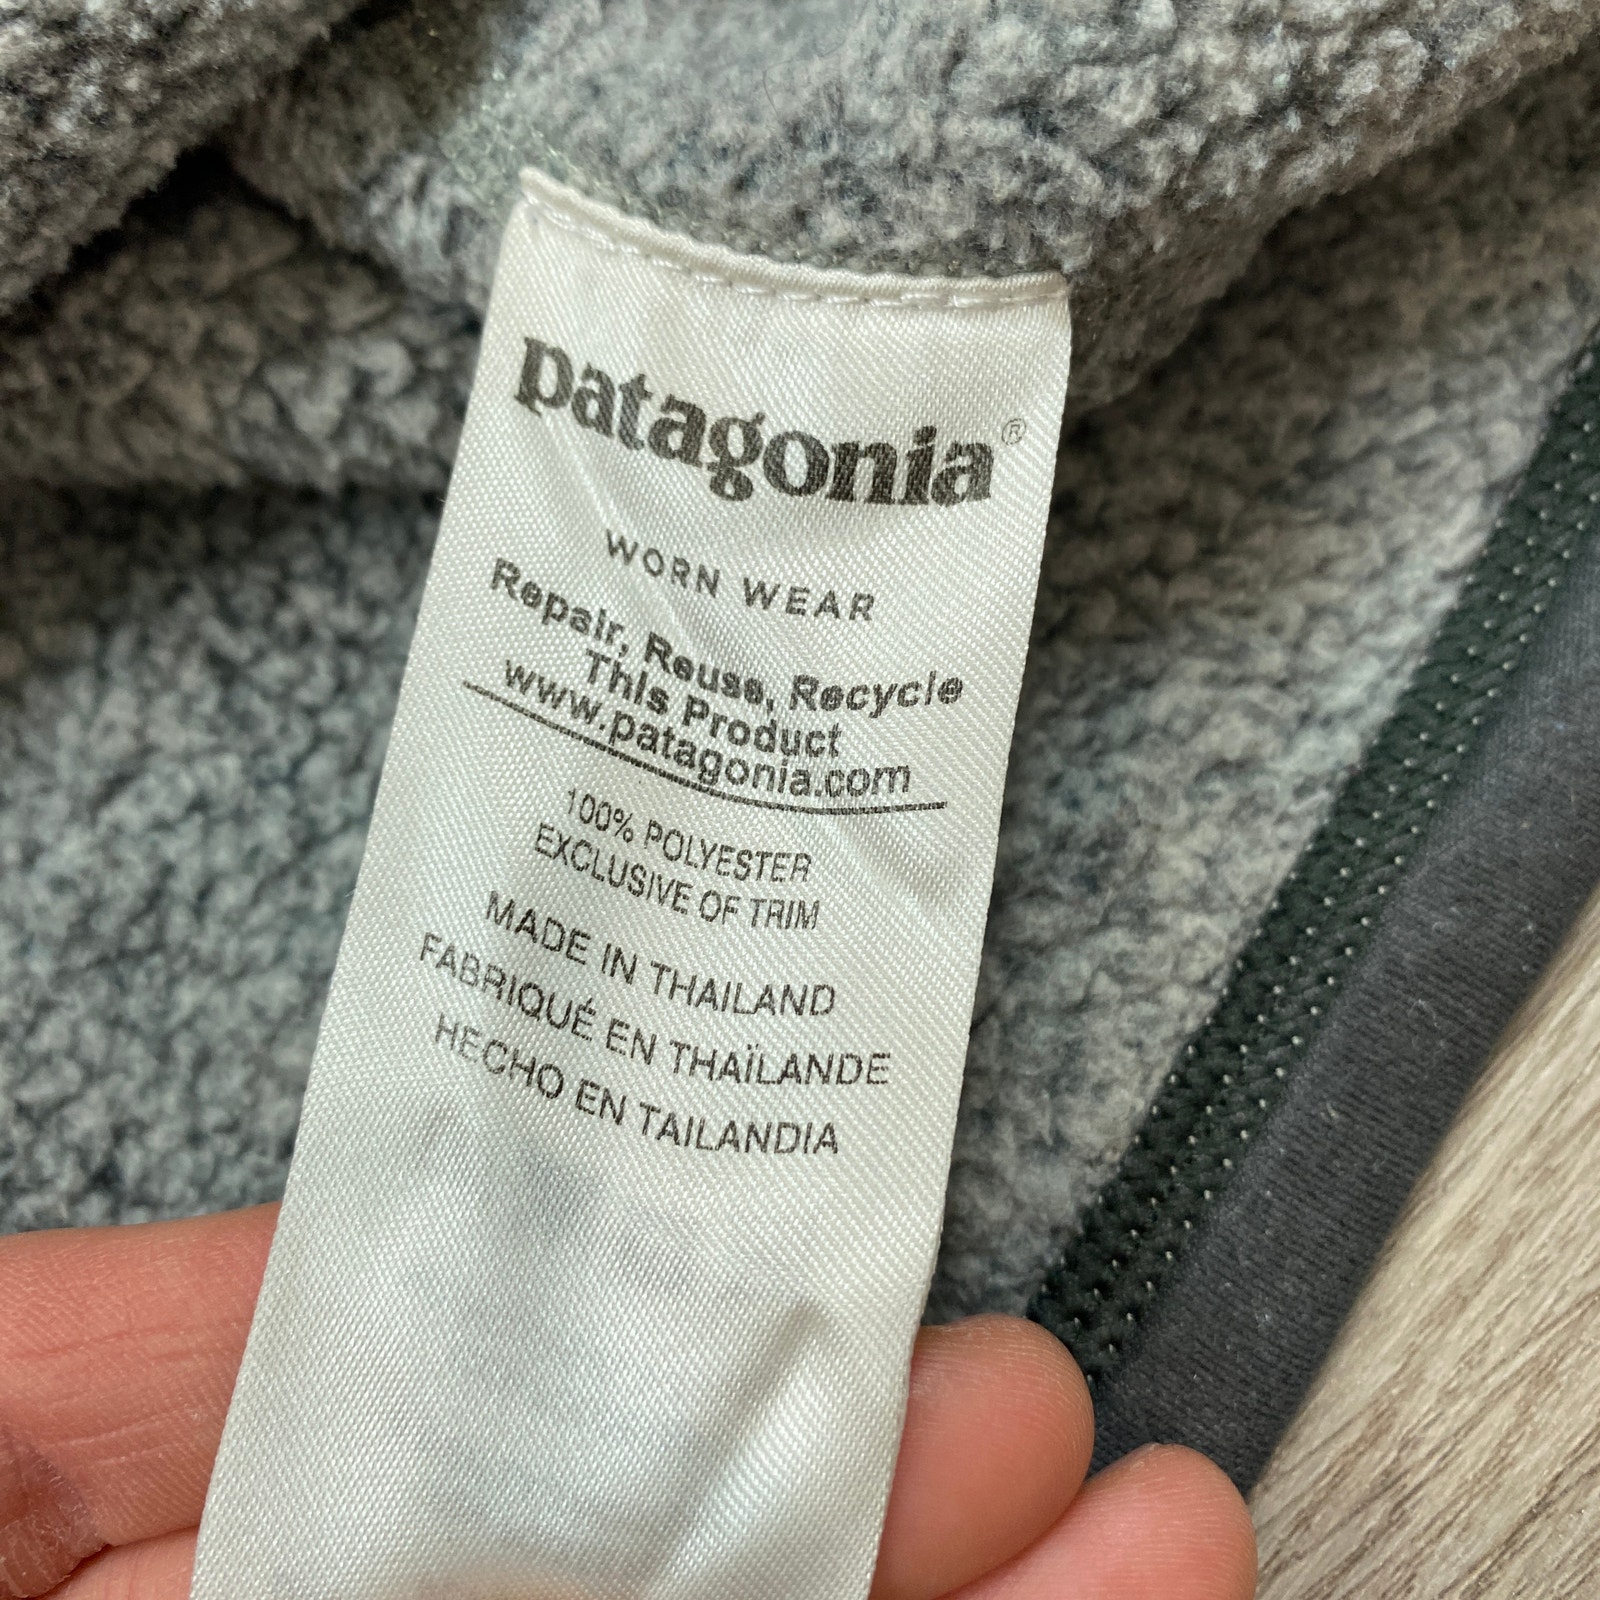 patagonia®
WORN WEAR
Repair, Reuse, Recycle
This Product
www.patagonia.com
100% POLYESTER
EXCLUSIVE OF TRIM
MADE IN THAILAND
FABRIQUÉ EN THAÏLANDE
HECHO EN TAILANDIA